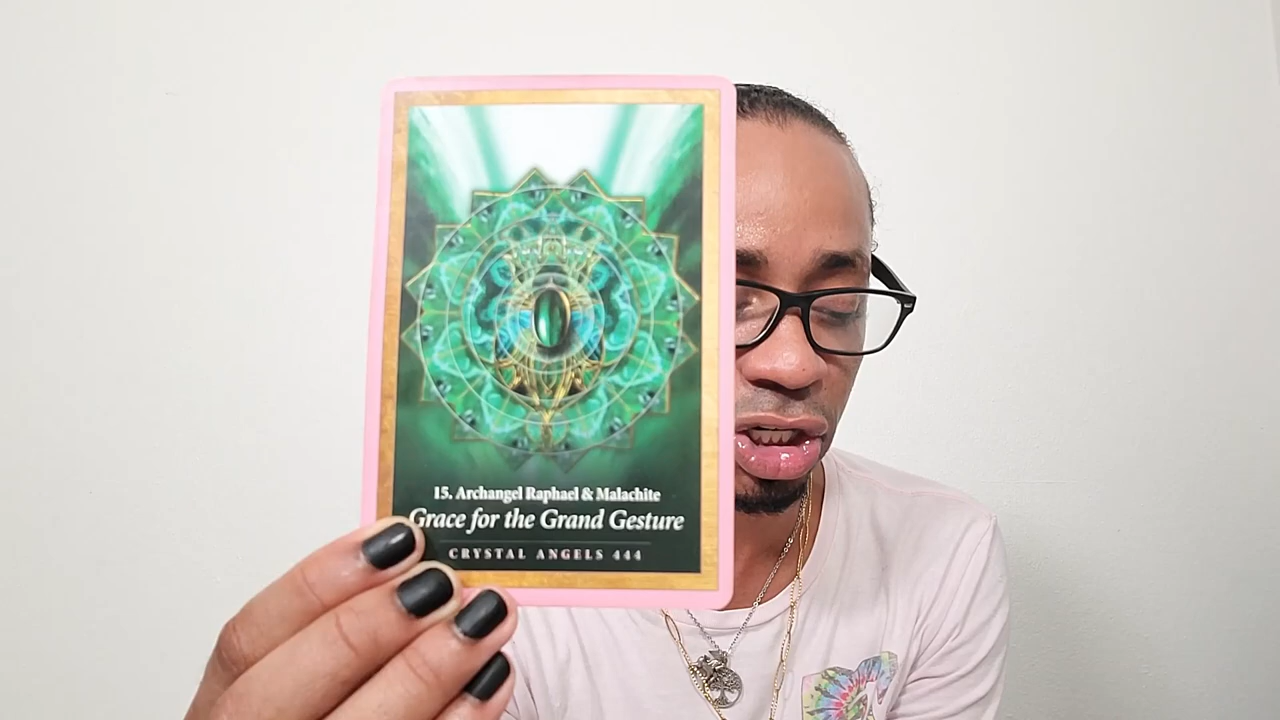 15. Archangel Raphael & Malachite
Grace for the Grand Gesture
CRYSTAL ANGELS 444